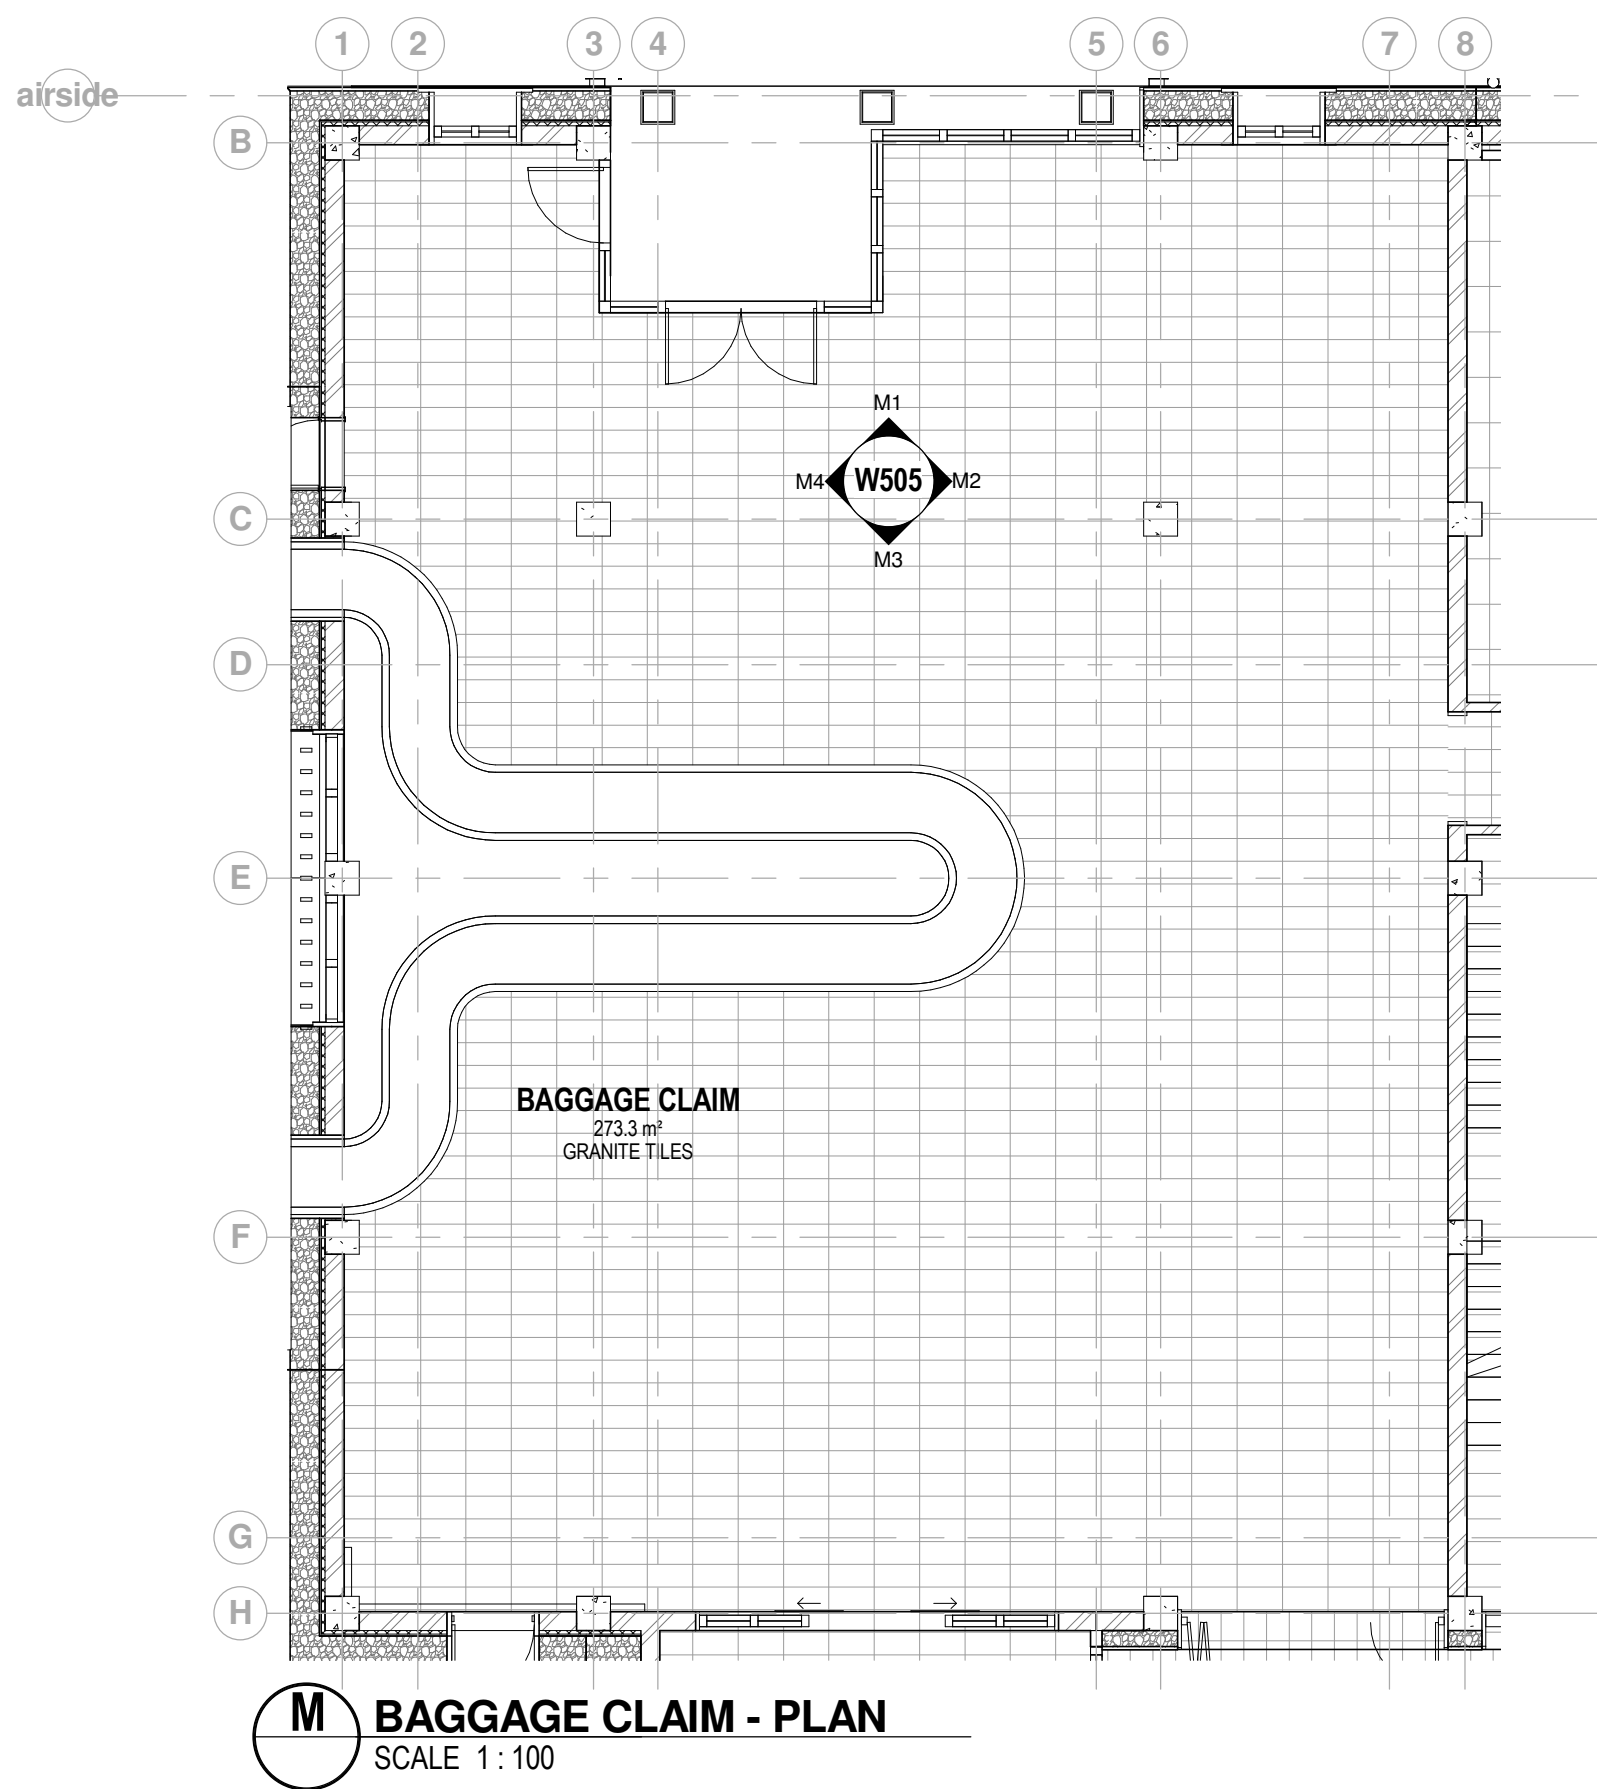 1 2 3 4 5 6 7 8
airside
B
M1
M4 W505 M2
M3
C
D
E
BAGGAGE CLAIM
273.3 m²
GRANITE TILES
F
G
H
M BAGGAGE CLAIM - PLAN
SCALE 1 : 100